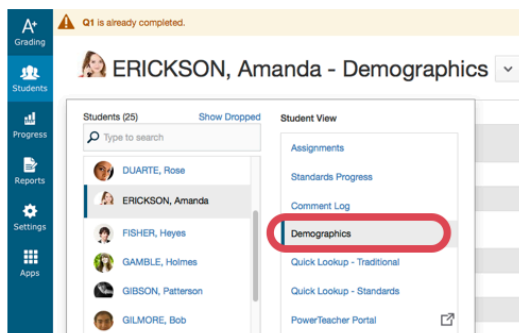 Q1 is already completed.
A+
Grading
Students
Progress
Reports
Settings
Apps
ERICKSON, Amanda - Demographics
Students (25)
Show Dropped
Type to search
DUARTE, Rose
ERICKSON, Amanda
FISHER, Heyes
GAMBLE, Holmes
GIBSON, Patterson
GILMORE, Bob
Student View
Assignments
Standards Progress
Comment Log
Demographics
Quick Lookup - Traditional
Quick Lookup - Standards
PowerTeacher Portal